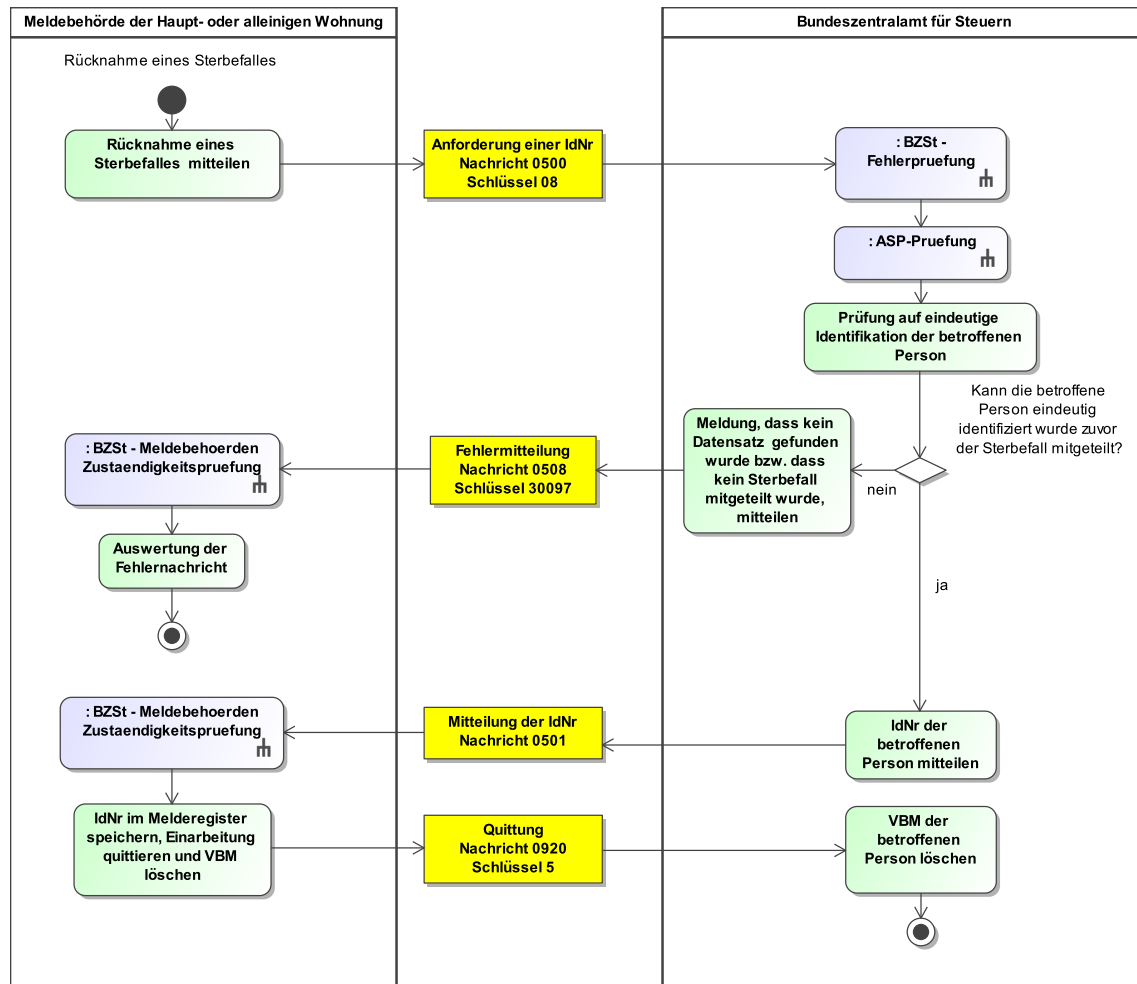 Meldebehörde der Haupt- oder alleinigen Wohnung
Bundeszentralamt für Steuern
Rücknahme eines Sterbefalles
Rücknahme eines
Sterbefalles mitteilen
Anforderung einer IdNr
Nachricht 0500
Schlüssel 08
: BZSt -
Fehlerpruefung
: ASP-Pruefung
Prüfung auf eindeutige
Identifikation der betroffenen
Person
Kann die betroffene
Person eindeutig
identifiziert wurde zuvor
der Sterbefall mitgeteilt?
nein
Meldung, dass kein
Datensatz gefunden
wurde bzw. dass
kein Sterbefall
mitgeteilt wurde,
mitteilen
Fehlermitteilung
Nachricht 0508
Schlüssel 30097
: BZSt - Meldebehoerden
Zustaendigkeitspruefung
Auswertung der
Fehlernachricht
ja
IdNr der
betroffenen
Person mitteilen
Mitteilung der IdNr
Nachricht 0501
: BZSt - Meldebehoerden
Zustaendigkeitspruefung
IdNr im Melderegister
speichern, Einarbeitung
quittieren und VBM
löschen
Quittung
Nachricht 0920
Schlüssel 5
VBM der
betroffenen
Person löschen